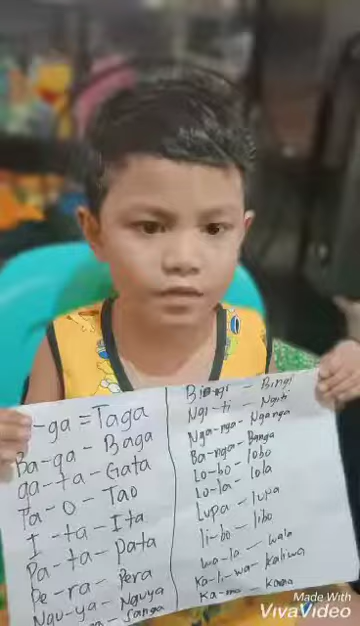 -ga = Taga
Ba-ga - Baga
ga-ta - Gata
Ta-o - Tao
I - ta - Ita
Pa-ta - pata
Pe-ra - Pera
Ngu-ya - Nguya
Sanga
Bi-ngi - Bingi
Ngi-ti - Ngiti
Nga-nga - Nganga
Ba-nga - Banga
Lo-bo - lobo
Lo-la - lola
Lupa - lupa
li-bo - libo
wa-la - wala
Ka-li-wa - Kaliwa
Ka-ma - Kama
Made With
VivaVideo